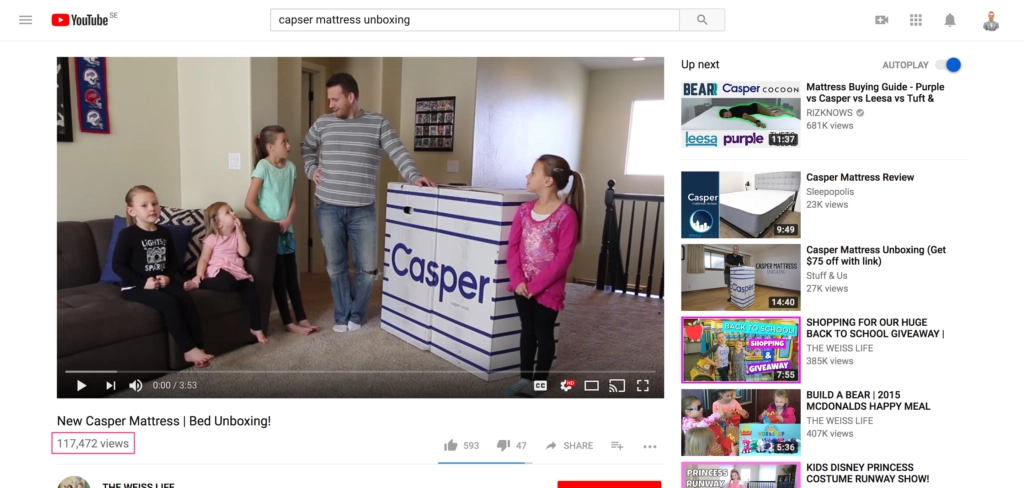 YouTube SE
capser mattress unboxing
LIGHTS
SPARKLE
Casper
Casper
0:00 / 3:53
CC
HD
New Casper Mattress | Bed Unboxing!
117,472 views
593
47
SHARE
THE WEISS LIFE
Up next
AUTOPLAY
BEAR Casper COCOON
leesa purple
11:37
Mattress Buying Guide - Purple
vs Casper vs Leesa vs Tuft &
RIZKNOWS
681K views
Casper
9:49
Casper Mattress Review
Sleepopolis
23K views
CASPER MATTRESS
14:40
Casper Mattress Unboxing (Get
$75 off with link)
Stuff & Us
27K views
BACK TO SCHOOL!
SHOPPING
&
GIVEAWAY
7:55
SHOPPING FOR OUR HUGE
BACK TO SCHOOL GIVEAWAY |
THE WEISS LIFE
385K views
5:36
BUILD A BEAR | 2015
MCDONALDS HAPPY MEAL
THE WEISS LIFE
407K views
PRINCESS
RUNWAY
KIDS DISNEY PRINCESS
COSTUME RUNWAY SHOW!